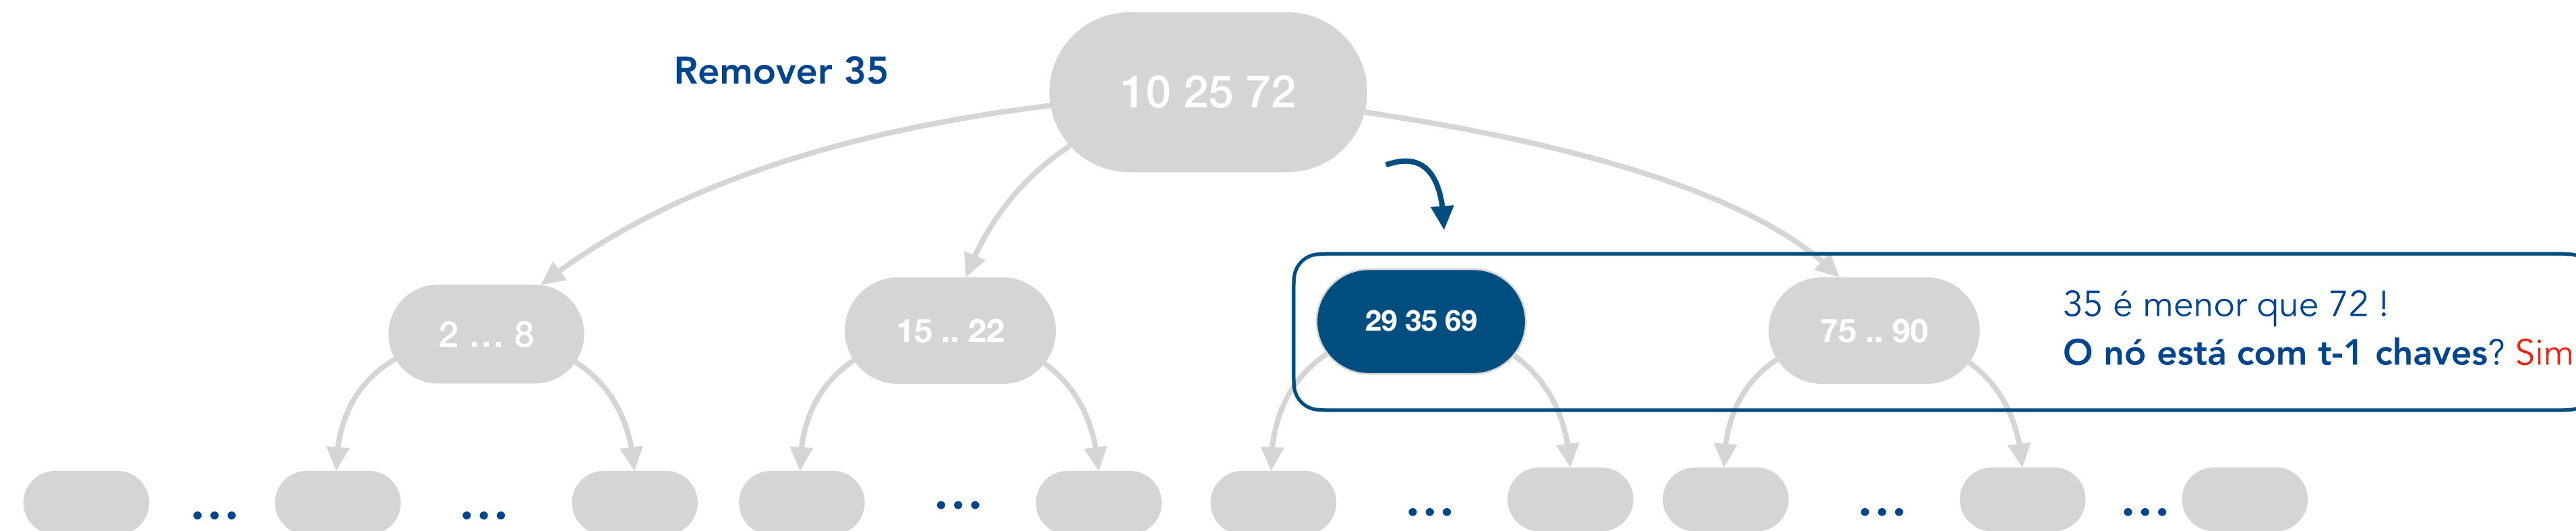 Remover 35
10 25 72
2 ... 8
15 .. 22
29 35 69
75 .. 90
35 é menor que 72 !
O nó está com t-1 chaves? Sim
...
...
...
...
...
...